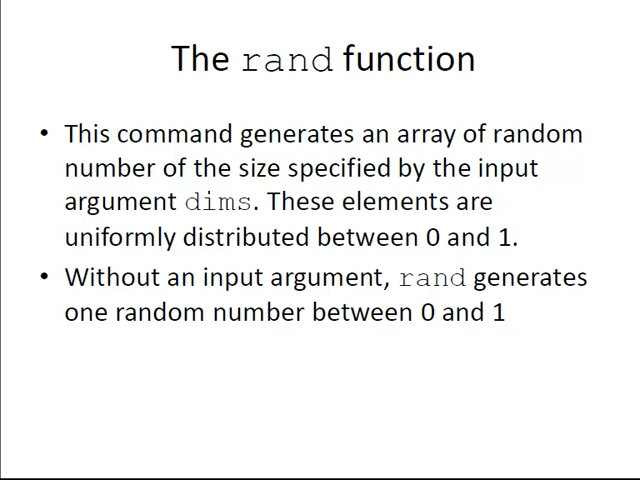 The rand function
• This command generates an array of random
number of the size specified by the input
argument dims. These elements are
uniformly distributed between 0 and 1.
• Without an input argument, rand generates
one random number between 0 and 1